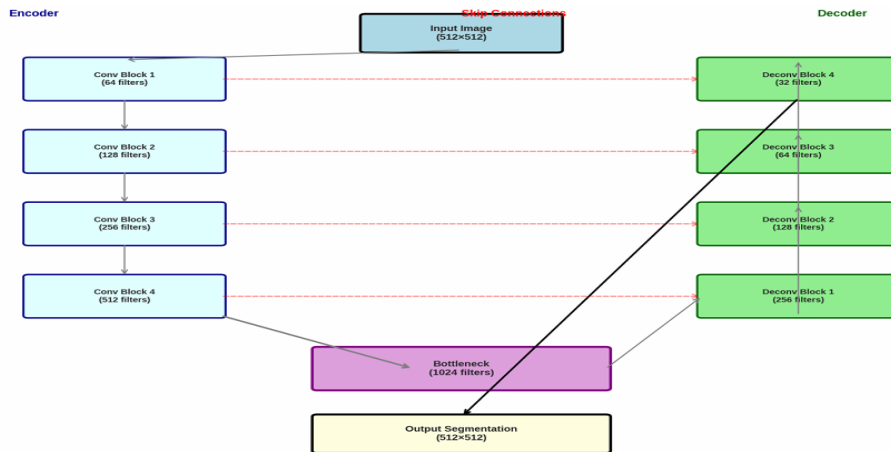 Encoder
Skip Connections
Decoder
Input Image
(512×512)
Conv Block 1
(64 filters)
Deconv Block 4
(32 filters)
Conv Block 2
(128 filters)
Deconv Block 3
(64 filters)
Conv Block 3
(256 filters)
Deconv Block 2
(128 filters)
Conv Block 4
(512 filters)
Deconv Block 1
(256 filters)
Bottleneck
(1024 filters)
Output Segmentation
(512×512)